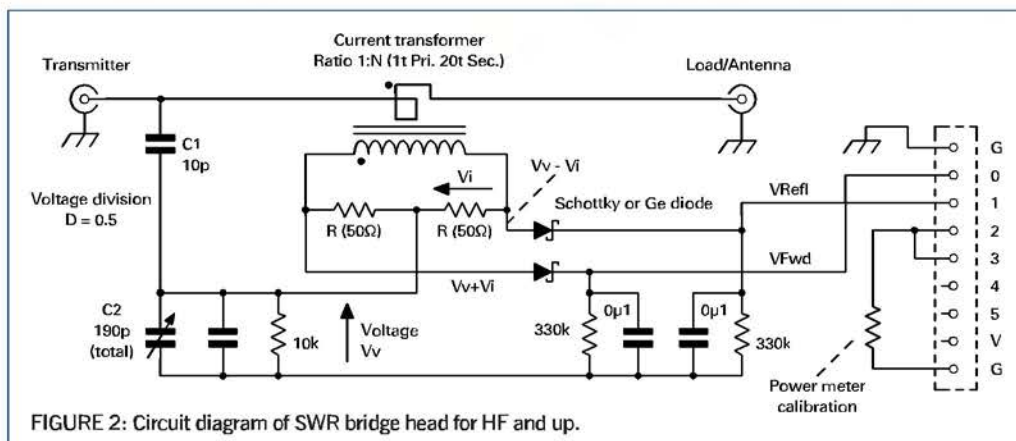 Current transformer
Ratio 1:N (1t Pri. 20t Sec.)
Transmitter
Load/Antenna
C1
10p
G
0
1
2
3
4
5
V
G
Vv - Vi
Vi
VRefl
Voltage division
D = 0.5
Schottky or Ge diode
R (50Ω)
R (50Ω)
VFwd
Vv+Vi
C2
190p
(total)
10k
Voltage
Vv
0µ1
0µ1
330k
330k
Power meter
calibration
FIGURE 2: Circuit diagram of SWR bridge head for HF and up.